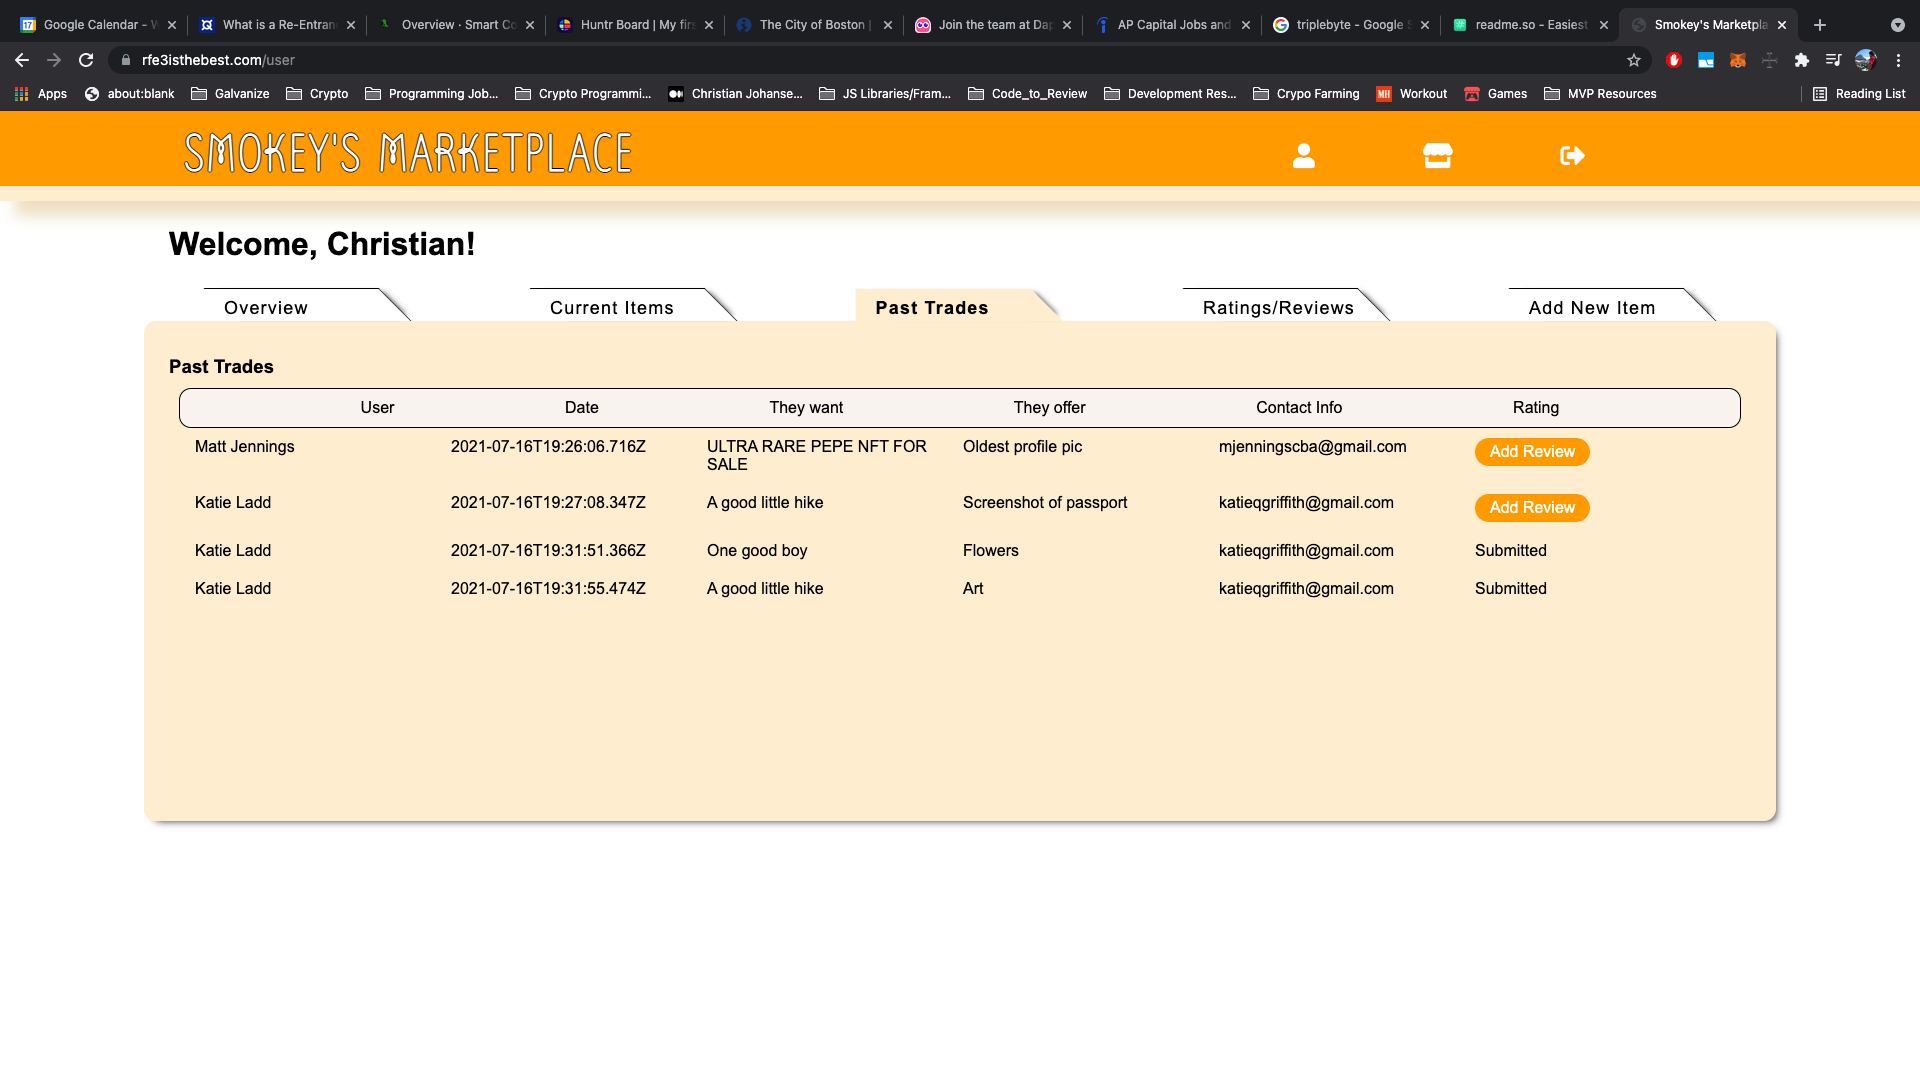 Google Calendar - W
What is a Re-Entran
Overview · Smart Co
Huntr Board | My firs
The City of Boston |
Join the team at Dap
AP Capital Jobs and
triplebyte - Google S
readme.so - Easiest
Smokey's Marketpla
rfe3isthebest.com/user
Apps about:blank Galvanize Crypto Programming Job... Crypto Programmi... Christian Johanse... JS Libraries/Fram... Code_to_Review Development Res... Crypo Farming MH Workout Games MVP Resources Reading List
SMOKEY'S MARKETPLACE
Welcome, Christian!
Overview Current Items Past Trades Ratings/Reviews Add New Item
Past Trades
User Date They want They offer Contact Info Rating
Matt Jennings 2021-07-16T19:26:06.716Z ULTRA RARE PEPE NFT FOR Oldest profile pic mjenningscba@gmail.com Add Review
SALE
Katie Ladd 2021-07-16T19:27:08.347Z A good little hike Screenshot of passport katieqgriffith@gmail.com Add Review
Katie Ladd 2021-07-16T19:31:51.366Z One good boy Flowers katieqgriffith@gmail.com Submitted
Katie Ladd 2021-07-16T19:31:55.474Z A good little hike Art katieqgriffith@gmail.com Submitted